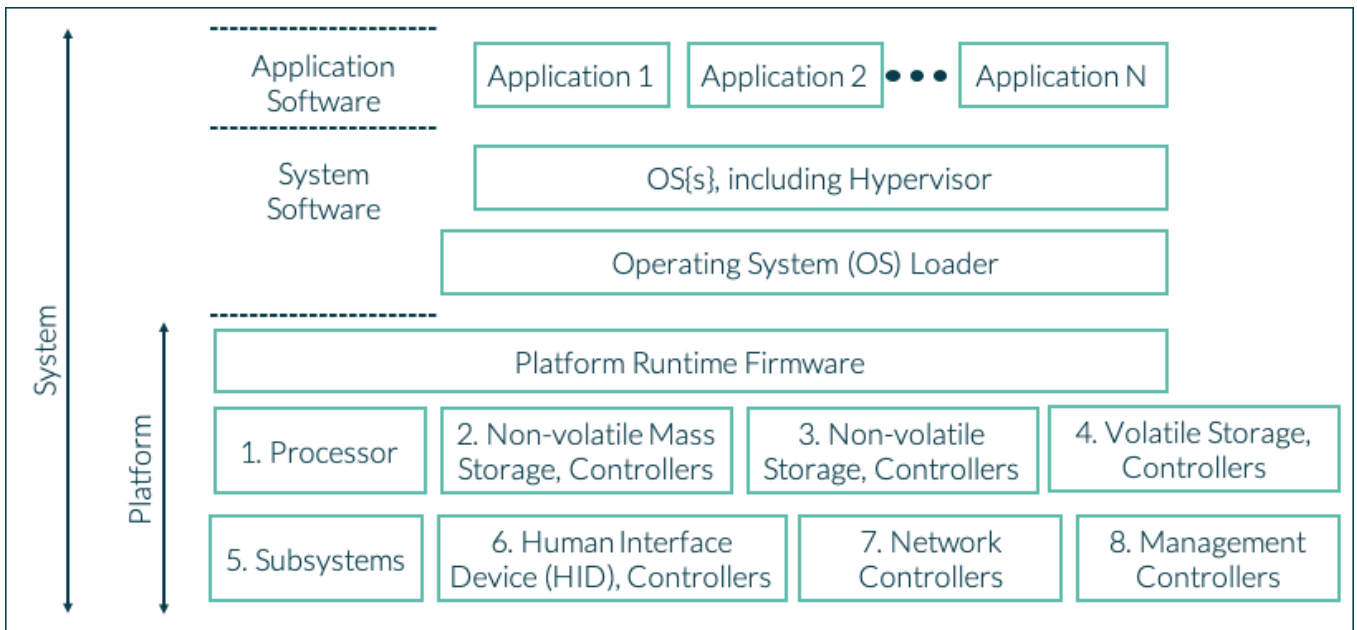 System
Platform
Application
Software
Application 1
Application 2
Application N
System
Software
OS{s}, including Hypervisor
Operating System (OS) Loader
Platform Runtime Firmware
1. Processor
2. Non-volatile Mass
Storage, Controllers
3. Non-volatile
Storage, Controllers
4. Volatile Storage,
Controllers
5. Subsystems
6. Human Interface
Device (HID), Controllers
7. Network
Controllers
8. Management
Controllers